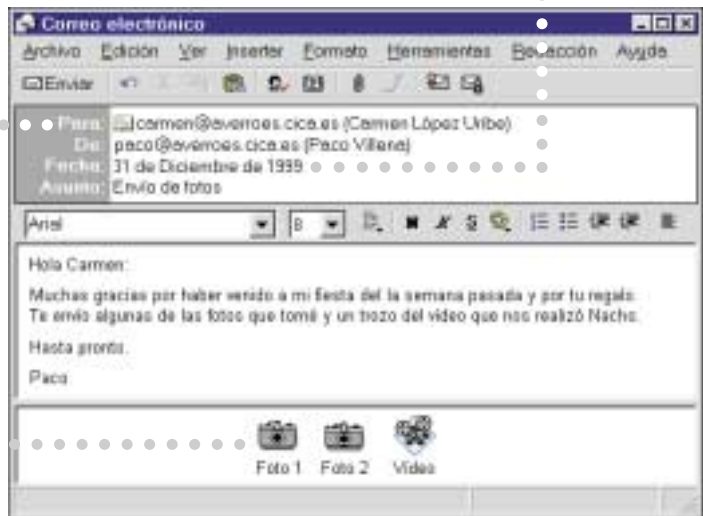 Correo electrónico
Archivo Edición Ver Insertar Formato Herramientas Redacción Ayuda
Enviar
Para: carmen@averroes.cica.es (Carmen López Uribe)
De: paco@averroes.cica.es (Paco Villena)
Fecha: 31 de Diciembre de 1999
Asunto: Envío de fotos
Arial 8 N K S
Hola Carmen:
Muchas gracias por haber venido a mi fiesta del la semana pasada y por tu regalo.
Te envío algunas de las fotos que tomé y un trozo del vídeo que nos realizó Nacho.
Hasta pronto.
Paco
Foto 1 Foto 2 Vídeo